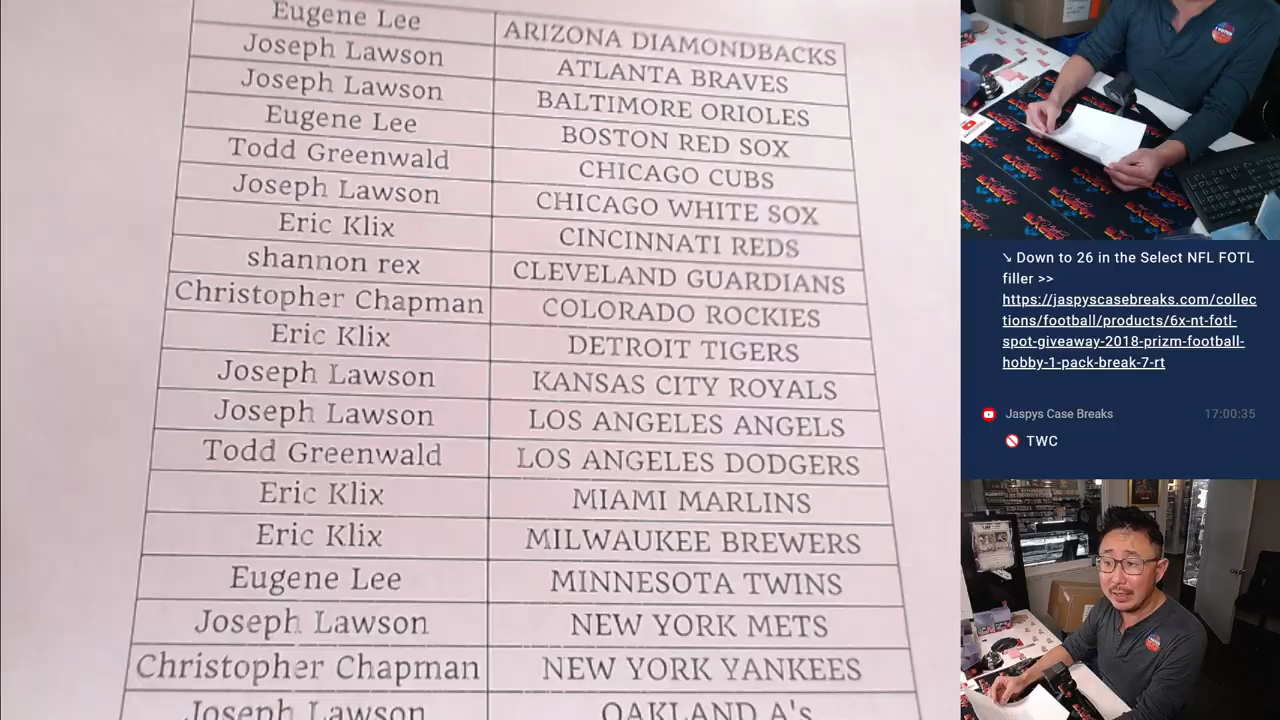 Eugene Lee ARIZONA DIAMONDBACKS
Joseph Lawson ATLANTA BRAVES
Joseph Lawson BALTIMORE ORIOLES
Eugene Lee BOSTON RED SOX
Todd Greenwald CHICAGO CUBS
Joseph Lawson CHICAGO WHITE SOX
Eric Klix CINCINNATI REDS
shannon rex CLEVELAND GUARDIANS
Christopher Chapman COLORADO ROCKIES
Eric Klix DETROIT TIGERS
Joseph Lawson KANSAS CITY ROYALS
Joseph Lawson LOS ANGELES ANGELS
Todd Greenwald LOS ANGELES DODGERS
Eric Klix MIAMI MARLINS
Eric Klix MILWAUKEE BREWERS
Eugene Lee MINNESOTA TWINS
Joseph Lawson NEW YORK METS
Christopher Chapman NEW YORK YANKEES
Joseph Lawson OAKLAND A's
↘ Down to 26 in the Select NFL FOTL
filler >>
https://jaspyscasebreaks.com/collec
tions/football/products/6x-nt-fotl-
spot-giveaway-2018-prizm-football-
hobby-1-pack-break-7-rt
Jaspys Case Breaks 17:00:35
TWC